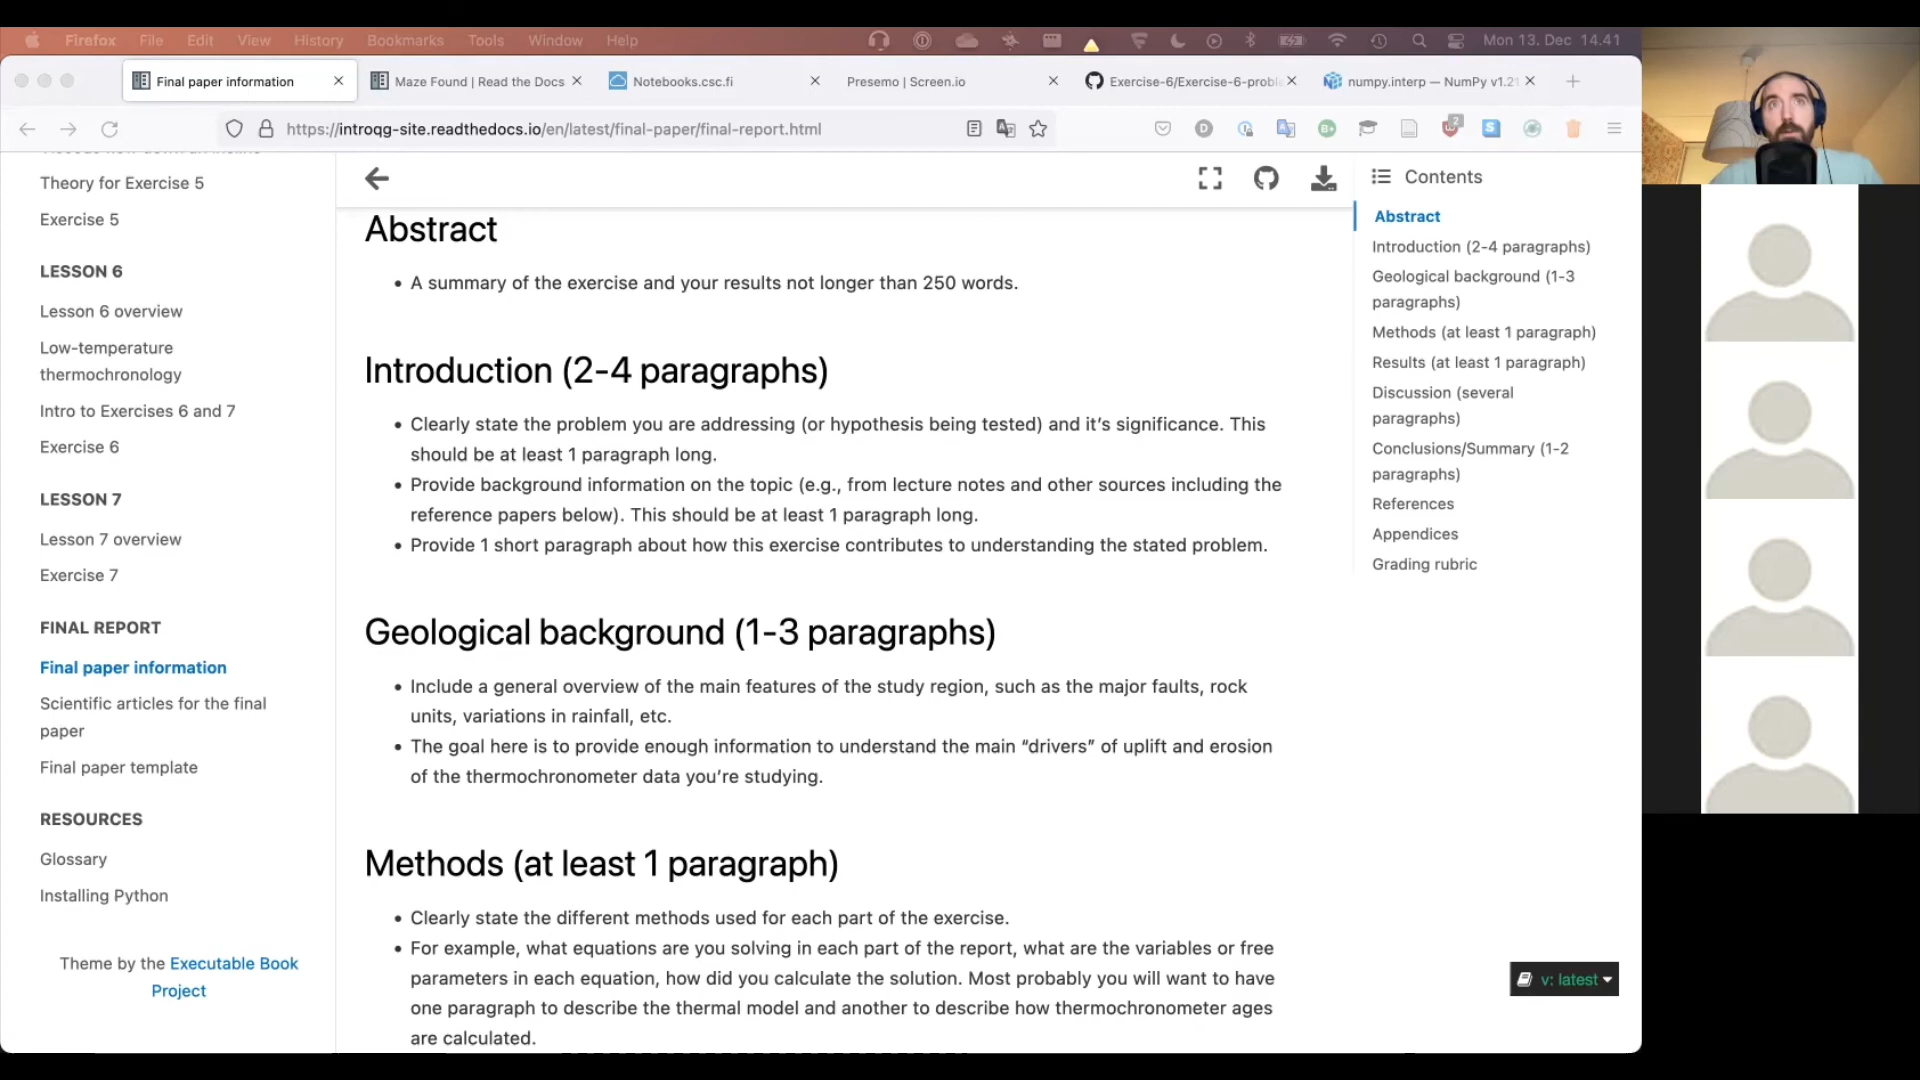 Firefox File Edit View History Bookmarks Tools Window Help Mon 13. Dec 14.41
Final paper information Maze Found | Read the Docs Notebooks.csc.fi Presemo | Screen.io Exercise-6/Exercise-6-proble numpy.interp — NumPy v1.21
https://introqg-site.readthedocs.io/en/latest/final-paper/final-report.html
Theory for Exercise 5
Exercise 5
LESSON 6
Lesson 6 overview
Low-temperature
thermochronology
Intro to Exercises 6 and 7
Exercise 6
LESSON 7
Lesson 7 overview
Exercise 7
FINAL REPORT
Final paper information
Scientific articles for the final
paper
Final paper template
RESOURCES
Glossary
Installing Python
Theme by the Executable Book
Project
Abstract
• A summary of the exercise and your results not longer than 250 words.
Introduction (2-4 paragraphs)
• Clearly state the problem you are addressing (or hypothesis being tested) and it’s significance. This
should be at least 1 paragraph long.
• Provide background information on the topic (e.g., from lecture notes and other sources including the
reference papers below). This should be at least 1 paragraph long.
• Provide 1 short paragraph about how this exercise contributes to understanding the stated problem.
Geological background (1-3 paragraphs)
• Include a general overview of the main features of the study region, such as the major faults, rock
units, variations in rainfall, etc.
• The goal here is to provide enough information to understand the main “drivers” of uplift and erosion
of the thermochronometer data you’re studying.
Methods (at least 1 paragraph)
• Clearly state the different methods used for each part of the exercise.
• For example, what equations are you solving in each part of the report, what are the variables or free
parameters in each equation, how did you calculate the solution. Most probably you will want to have
one paragraph to describe the thermal model and another to describe how thermochronometer ages
are calculated.
Contents
Abstract
Introduction (2-4 paragraphs)
Geological background (1-3
paragraphs)
Methods (at least 1 paragraph)
Results (at least 1 paragraph)
Discussion (several
paragraphs)
Conclusions/Summary (1-2
paragraphs)
References
Appendices
Grading rubric
v: latest